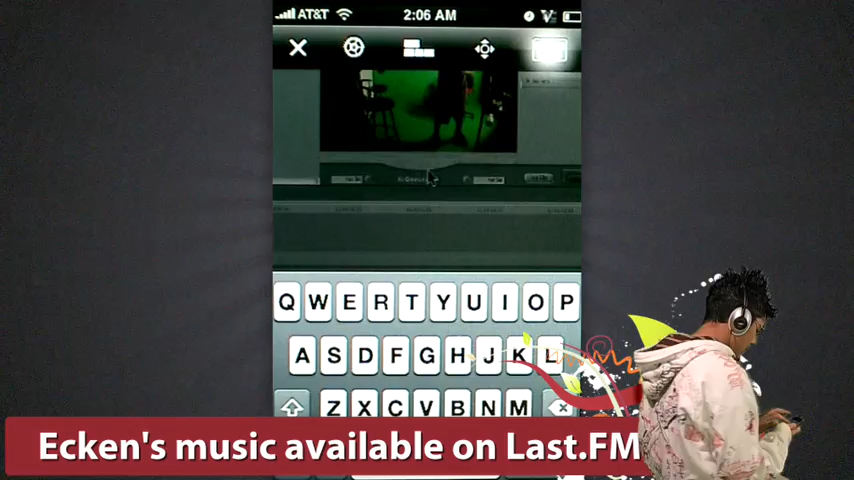 AT&T
2:06 AM
Q W E R T Y U I O P
A S D F G H J K L
Z X C V B N M
Ecken's music available on Last.FM